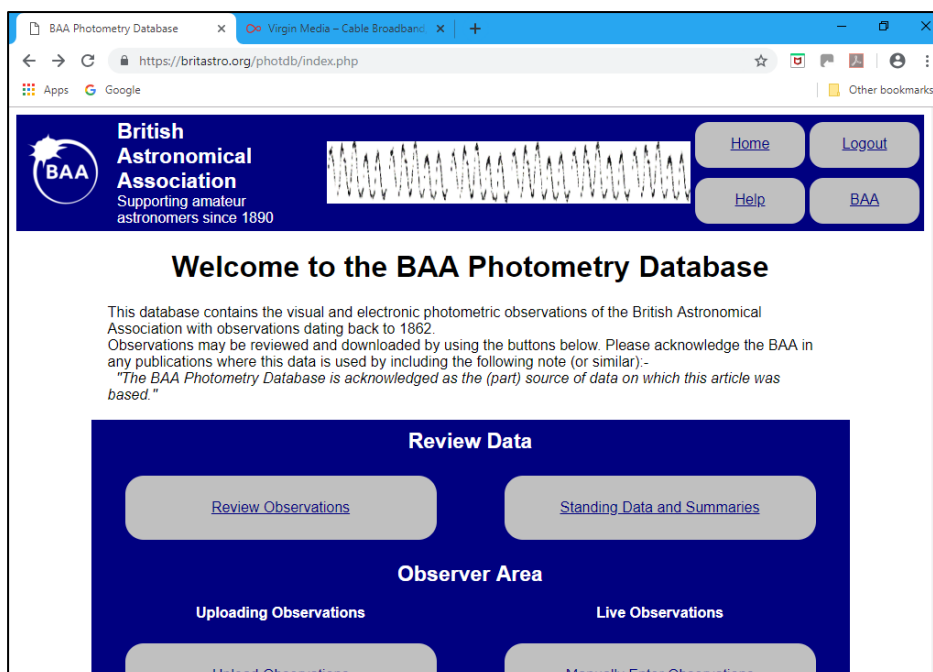 BAA Photometry Database
Virgin Media – Cable Broadband
https://britastro.org/photdb/index.php
Apps
Google
Other bookmarks
BAA
British
Astronomical
Association
Supporting amateur
astronomers since 1890
Home
Logout
Help
BAA
Welcome to the BAA Photometry Database
This database contains the visual and electronic photometric observations of the British Astronomical
Association with observations dating back to 1862.
Observations may be reviewed and downloaded by using the buttons below. Please acknowledge the BAA in
any publications where this data is used by including the following note (or similar):-
"The BAA Photometry Database is acknowledged as the (part) source of data on which this article was
based."
Review Data
Review Observations
Standing Data and Summaries
Observer Area
Uploading Observations
Live Observations
Upload Observations
Manually Enter Observations